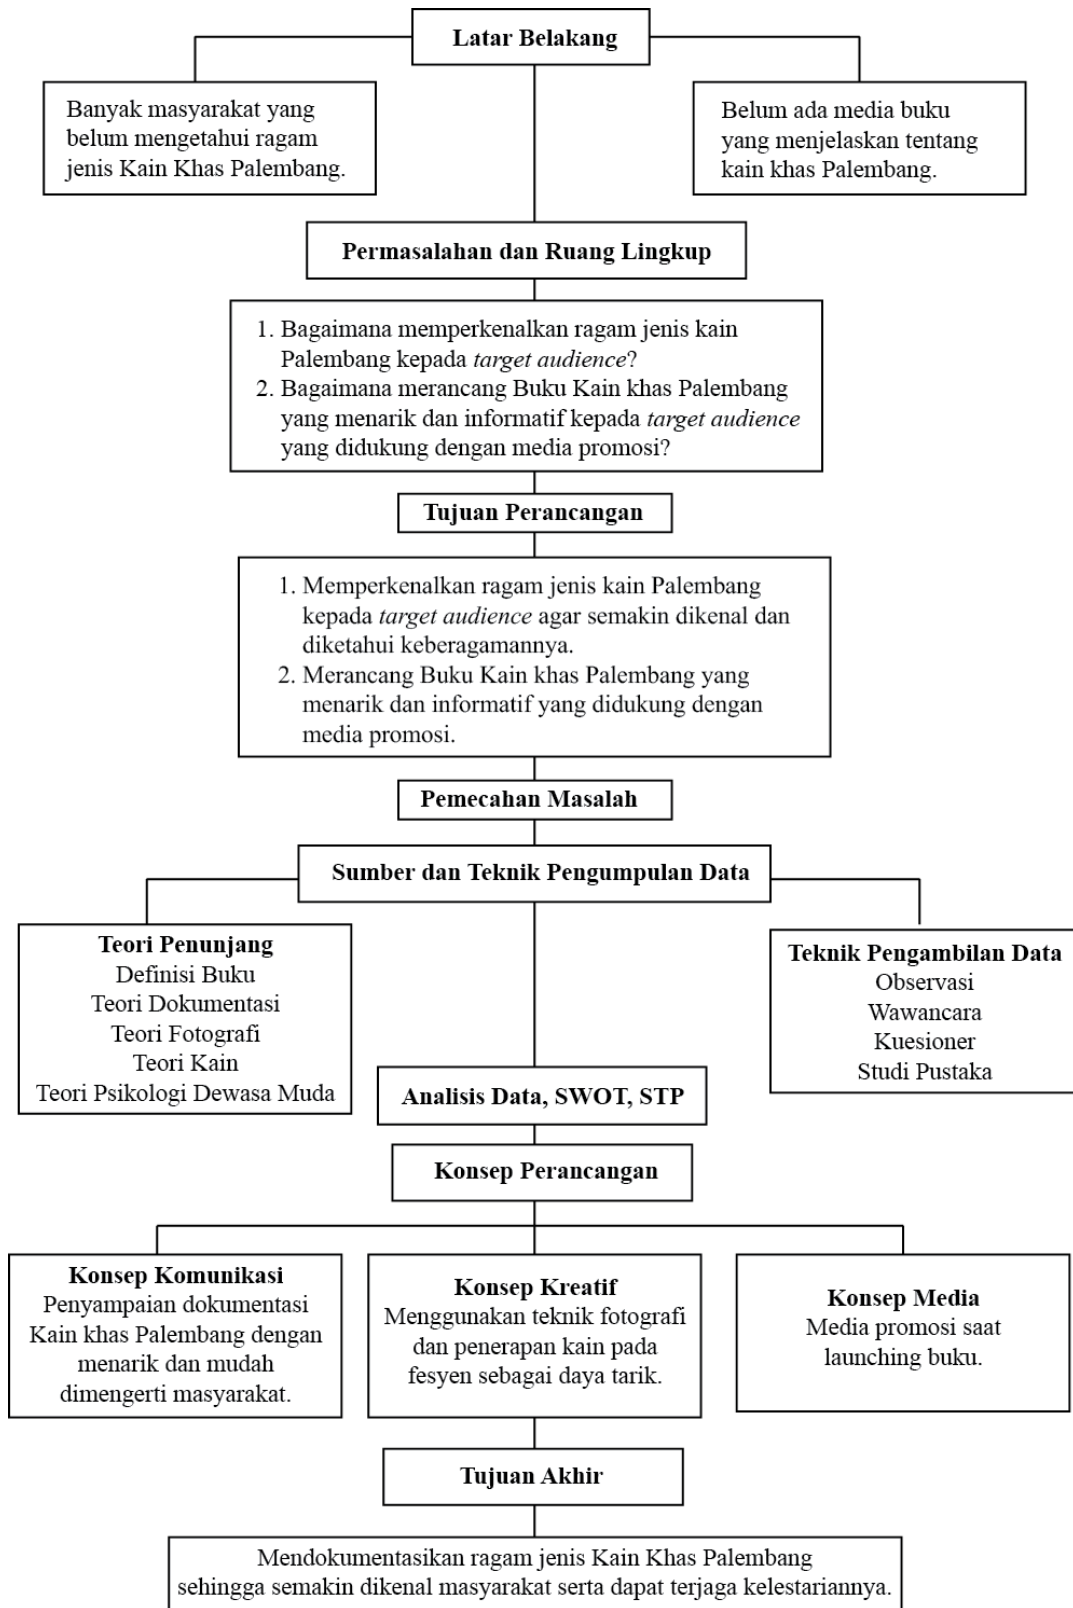 Latar Belakang
Banyak masyarakat yang
belum mengetahui ragam
jenis Kain Khas Palembang.
Belum ada media buku
yang menjelaskan tentang
kain khas Palembang.
Permasalahan dan Ruang Lingkup
1. Bagaimana memperkenalkan ragam jenis kain
Palembang kepada target audience?
2. Bagaimana merancang Buku Kain khas Palembang
yang menarik dan informatif kepada target audience
yang didukung dengan media promosi?
Tujuan Perancangan
1. Memperkenalkan ragam jenis kain Palembang
kepada target audience agar semakin dikenal dan
diketahui keberagamannya.
2. Merancang Buku Kain khas Palembang yang
menarik dan informatif yang didukung dengan
media promosi.
Pemecahan Masalah
Sumber dan Teknik Pengumpulan Data
Teori Penunjang
Definisi Buku
Teori Dokumentasi
Teori Fotografi
Teori Kain
Teori Psikologi Dewasa Muda
Teknik Pengambilan Data
Observasi
Wawancara
Kuesioner
Studi Pustaka
Analisis Data, SWOT, STP
Konsep Perancangan
Konsep Komunikasi
Penyampaian dokumentasi
Kain khas Palembang dengan
menarik dan mudah
dimengerti masyarakat.
Konsep Kreatif
Menggunakan teknik fotografi
dan penerapan kain pada
fesyen sebagai daya tarik.
Konsep Media
Media promosi saat
launching buku.
Tujuan Akhir
Mendokumentasikan ragam jenis Kain Khas Palembang
sehingga semakin dikenal masyarakat serta dapat terjaga kelestariannya.